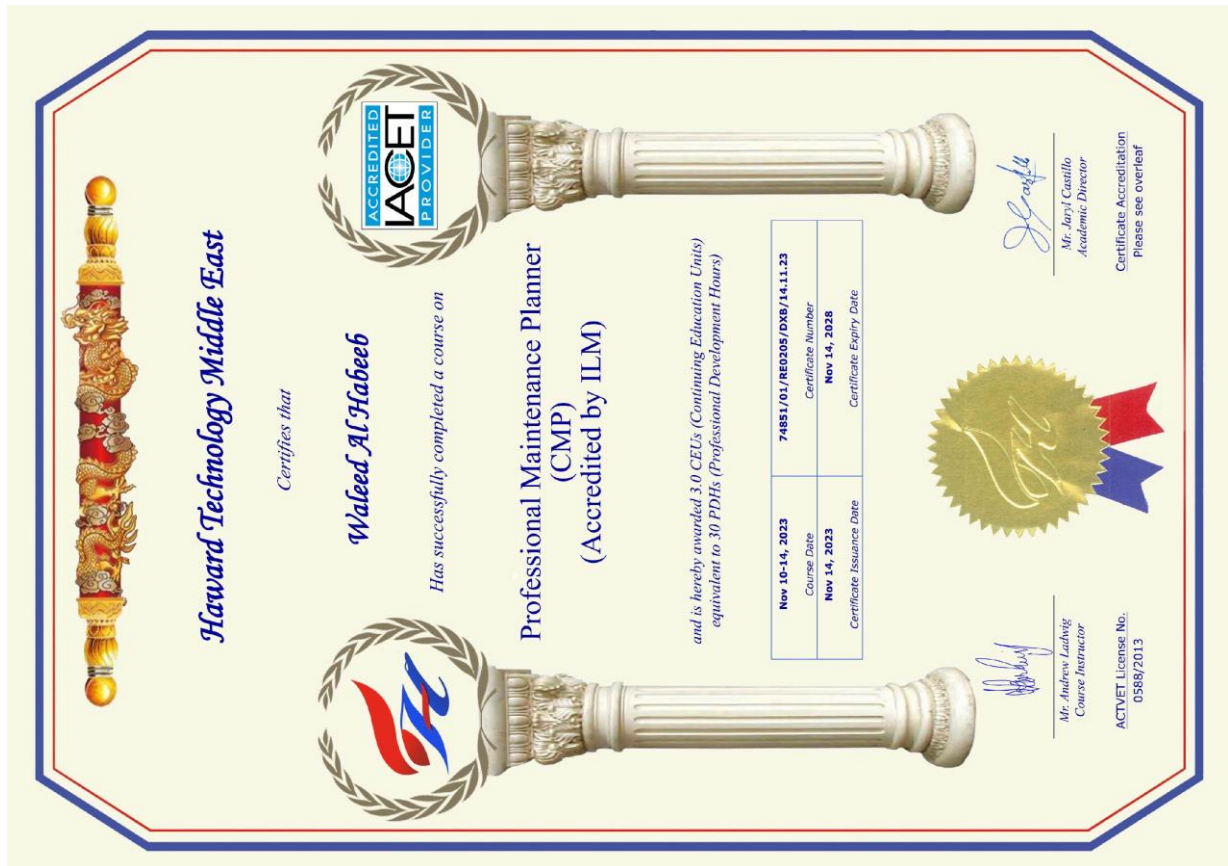 Haward Technology Middle East
Certifies that
Waleed Al Habeeb
Has successfully completed a course on
ACCREDITED
IACET
PROVIDER
Professional Maintenance Planner
(CMP)
(Accredited by ILM)
and is hereby awarded 3.0 CEUs (Continuing Education Units)
equivalent to 30 PDHs (Professional Development Hours)
Nov 10-14, 2023
Course Date
74851/01/RE0205/DXB/14.11.23
Certificate Number
Nov 14, 2023
Certificate Issuance Date
Nov 14, 2028
Certificate Expiry Date
Mr. Andrew Ladwig
Course Instructor
Mr. Jaryl Castillo
Academic Director
ACTVET License No.
0588/2013
Certificate Accreditation
Please see overleaf